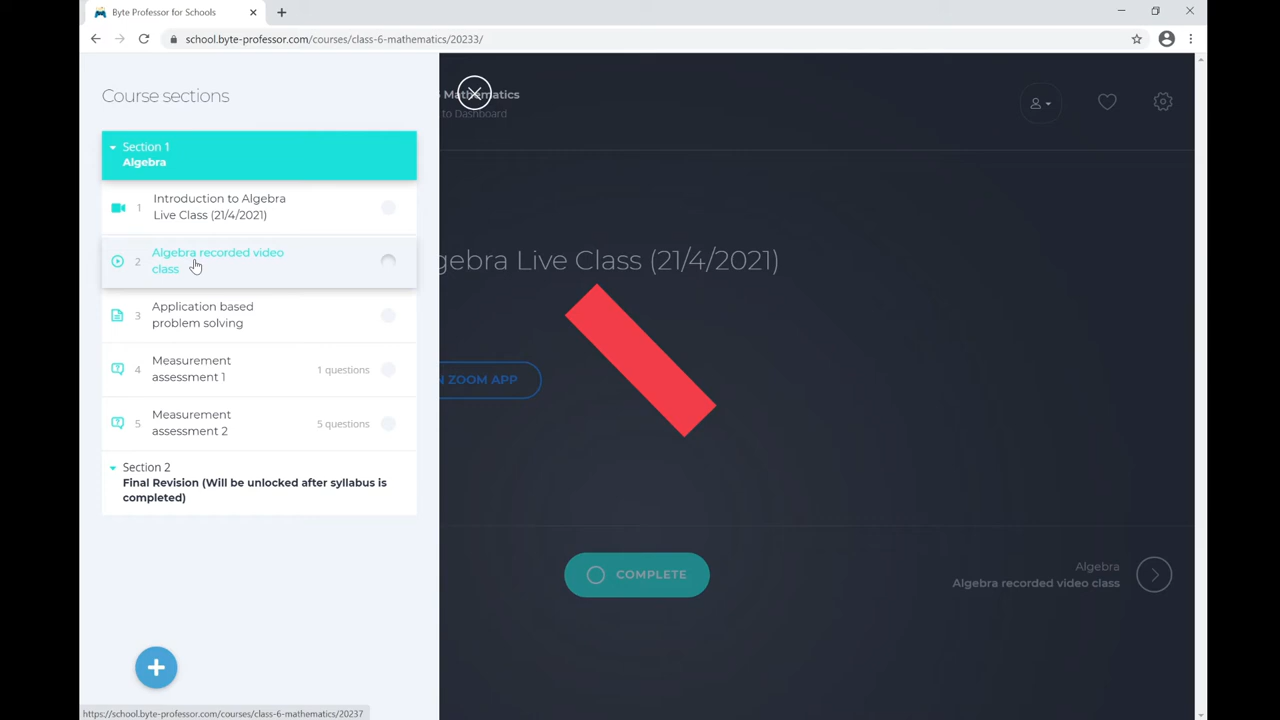 Byte Professor for Schools
school.byte-professor.com/courses/class-6-mathematics/20233/
Course sections
Mathematics
to Dashboard
Section 1
Algebra
1 Introduction to Algebra
Live Class (21/4/2021)
2 Algebra recorded video
class
gebra Live Class (21/4/2021)
3 Application based
problem solving
4 Measurement
assessment 1
1 questions
N ZOOM APP
5 Measurement
assessment 2
5 questions
Section 2
Final Revision (Will be unlocked after syllabus is
completed)
COMPLETE
Algebra
Algebra recorded video class
https://school.byte-professor.com/courses/class-6-mathematics/20237